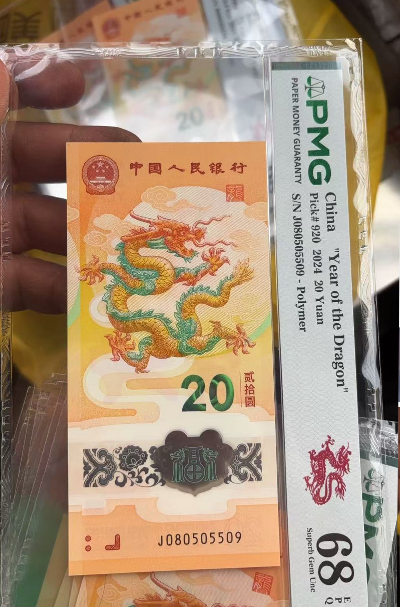 中国人民银行
20
贰拾圆
J080505509
PMG
PAPER MONEY GUARANTY
China "Year of the Dragon"
Pick# 920 2024 20 Yuan
S/N J080505509 - Polymer
68
Superb Gem Unc
E
P
Q
PMG